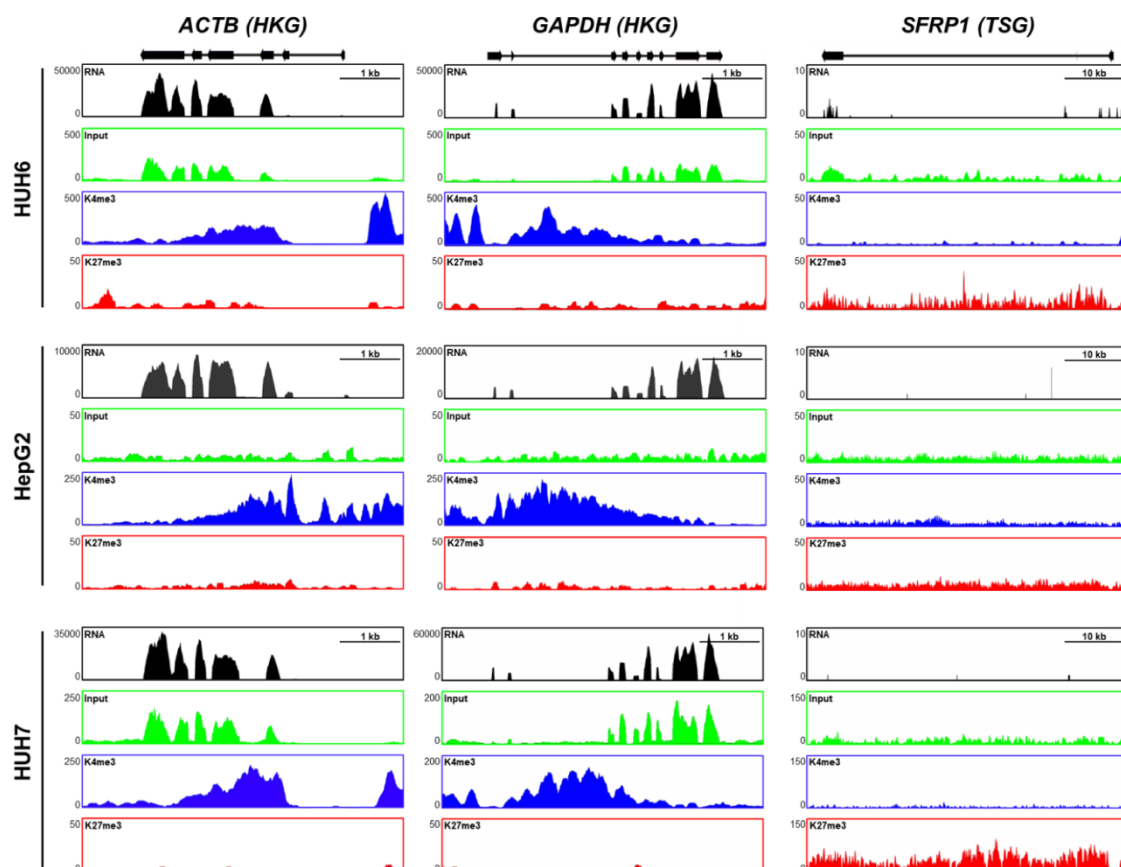 ACTB (HKG) GAPDH (HKG) SFRP1 (TSG)
HUH6
50000 RNA 1 kb 0 50000 RNA 1 kb 0 10 RNA 10 kb 0
500 Input 0 500 Input 0 50 Input 0
500 K4me3 0 500 K4me3 0 50 K4me3 0
50 K27me3 0 50 K27me3 0 50 K27me3 0
HepG2
10000 RNA 1 kb 0 20000 RNA 1 kb 0 10 RNA 10 kb 0
50 Input 0 50 Input 0 50 Input 0
250 K4me3 0 250 K4me3 0 50 K4me3 0
50 K27me3 0 50 K27me3 0 50 K27me3 0
HUH7
35000 RNA 1 kb 0 60000 RNA 1 kb 0 10 RNA 10 kb 0
250 Input 0 200 Input 0 150 Input 0
250 K4me3 0 200 K4me3 0 150 K4me3 0
50 K27me3 50 K27me3 150 K27me3